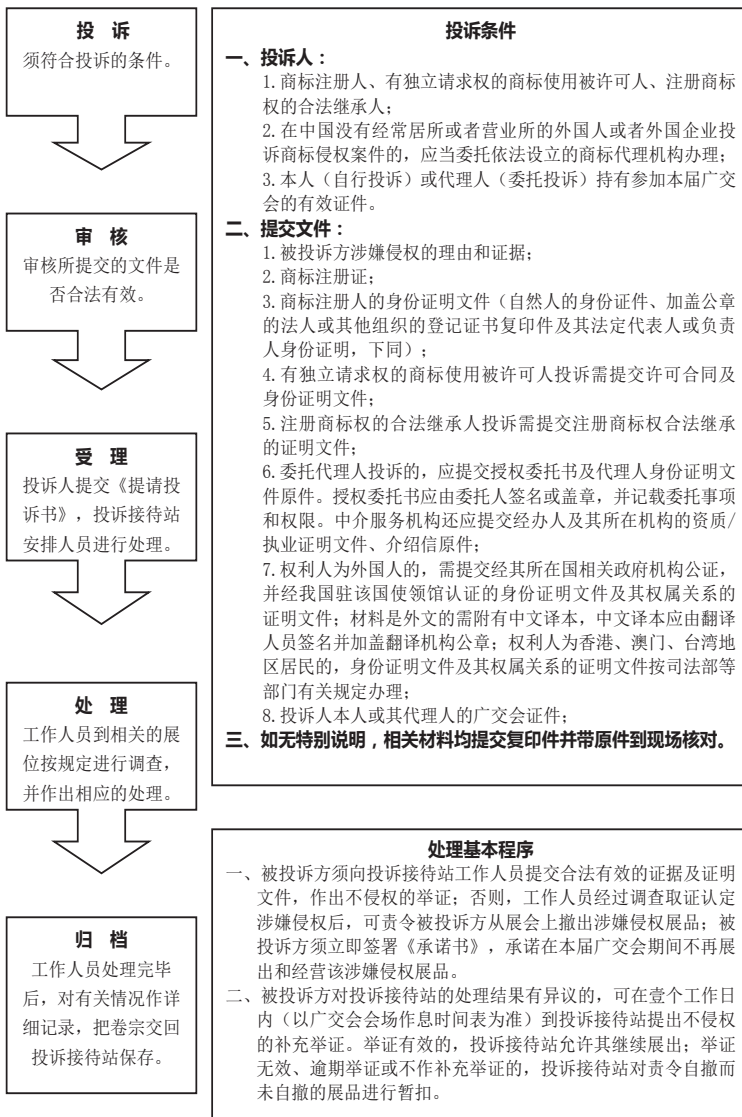 投 诉
须符合投诉的条件。
审 核
审核所提交的文件是
否合法有效。
受 理
投诉人提交《提请投
诉书》，投诉接待站
安排人员进行处理。
处 理
工作人员到相关的展
位按规定进行调查，
并作出相应的处理。
归 档
工作人员处理完毕
后，对有关情况作详
细记录，把卷宗交回
投诉接待站保存。
投诉条件
一、投诉人：
1.商标注册人、有独立请求权的商标使用被许可人、注册商标
权的合法继承人；
2.在中国没有经常居所或者营业所的外国人或者外国企业投
诉商标侵权案件的，应当委托依法设立的商标代理机构办理；
3.本人（自行投诉）或代理人（委托投诉）持有参加本届广交
会的有效证件。
二、提交文件：
1.被投诉方涉嫌侵权的理由和证据；
2.商标注册证；
3.商标注册人的身份证明文件（自然人的身份证件、加盖公章
的法人或其他组织的登记证书复印件及其法定代表人或负责
人身份证明，下同）；
4.有独立请求权的商标使用被许可人投诉需提交许可合同及
身份证明文件；
5.注册商标权的合法继承人投诉需提交注册商标权合法继承
的证明文件；
6.委托代理人投诉的，应提交授权委托书及代理人身份证明文
件原件。授权委托书应由委托人签名或盖章，并记载委托事项
和权限。中介服务机构还应提交经办人及其所在机构的资质/
执业证明文件、介绍信原件；
7.权利人为外国人的，需提交经其所在国相关政府机构公证，
并经我国驻该国使领馆认证的身份证明文件及其权属关系的
证明文件；材料是外文的需附有中文译本，中文译本应由翻译
人员签名并加盖翻译机构公章；权利人为香港、澳门、台湾地
区居民的，身份证明文件及其权属关系的证明文件按司法部等
部门有关规定办理；
8.投诉人本人或其代理人的广交会证件；
三、如无特别说明，相关材料均提交复印件并带原件到现场核对。
处理基本程序
一、被投诉方须向投诉接待站工作人员提交合法有效的证据及证明
文件，作出不侵权的举证；否则，工作人员经过调查取证认定
涉嫌侵权后，可责令被投诉方从展会上撤出涉嫌侵权展品；被
投诉方须立即签署《承诺书》，承诺在本届广交会期间不再展
出和经营该涉嫌侵权展品。
二、被投诉方对投诉接待站的处理结果有异议的，可在壹个工作日
内（以广交会会场作息时间表为准）到投诉接待站提出不侵权
的补充举证。举证有效的，投诉接待站允许其继续展出；举证
无效、逾期举证或不作补充举证的，投诉接待站对责令自撤而
未自撤的展品进行暂扣。